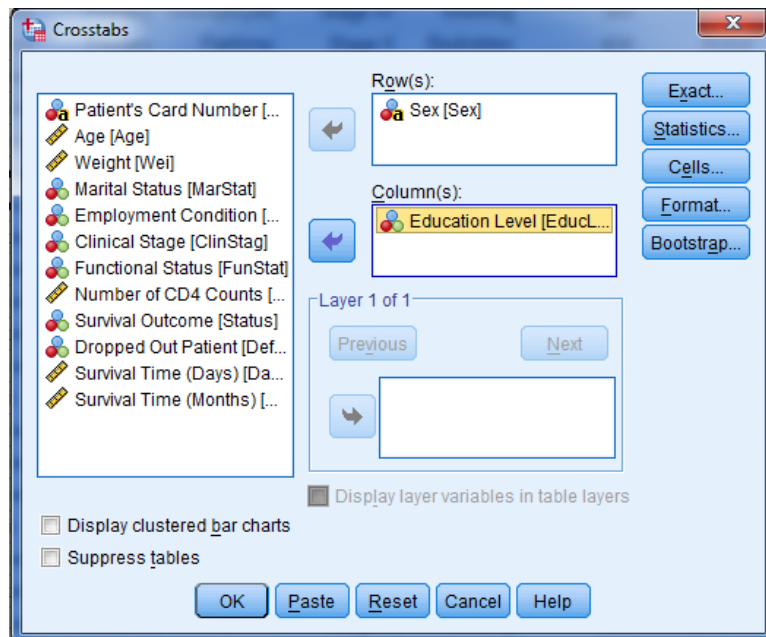 Crosstabs
Patient's Card Number [...
Age [Age]
Weight [Wei]
Marital Status [MarStat]
Employment Condition [...
Clinical Stage [ClinStag]
Functional Status [FunStat]
Number of CD4 Counts [...
Survival Outcome [Status]
Dropped Out Patient [Def...
Survival Time (Days) [Da...
Survival Time (Months) [...
Row(s):
Sex [Sex]
Column(s):
Education Level [EducL...
Layer 1 of 1
Previous
Next
Display layer variables in table layers
Exact...
Statistics...
Cells...
Format...
Bootstrap...
Display clustered bar charts
Suppress tables
OK
Paste
Reset
Cancel
Help